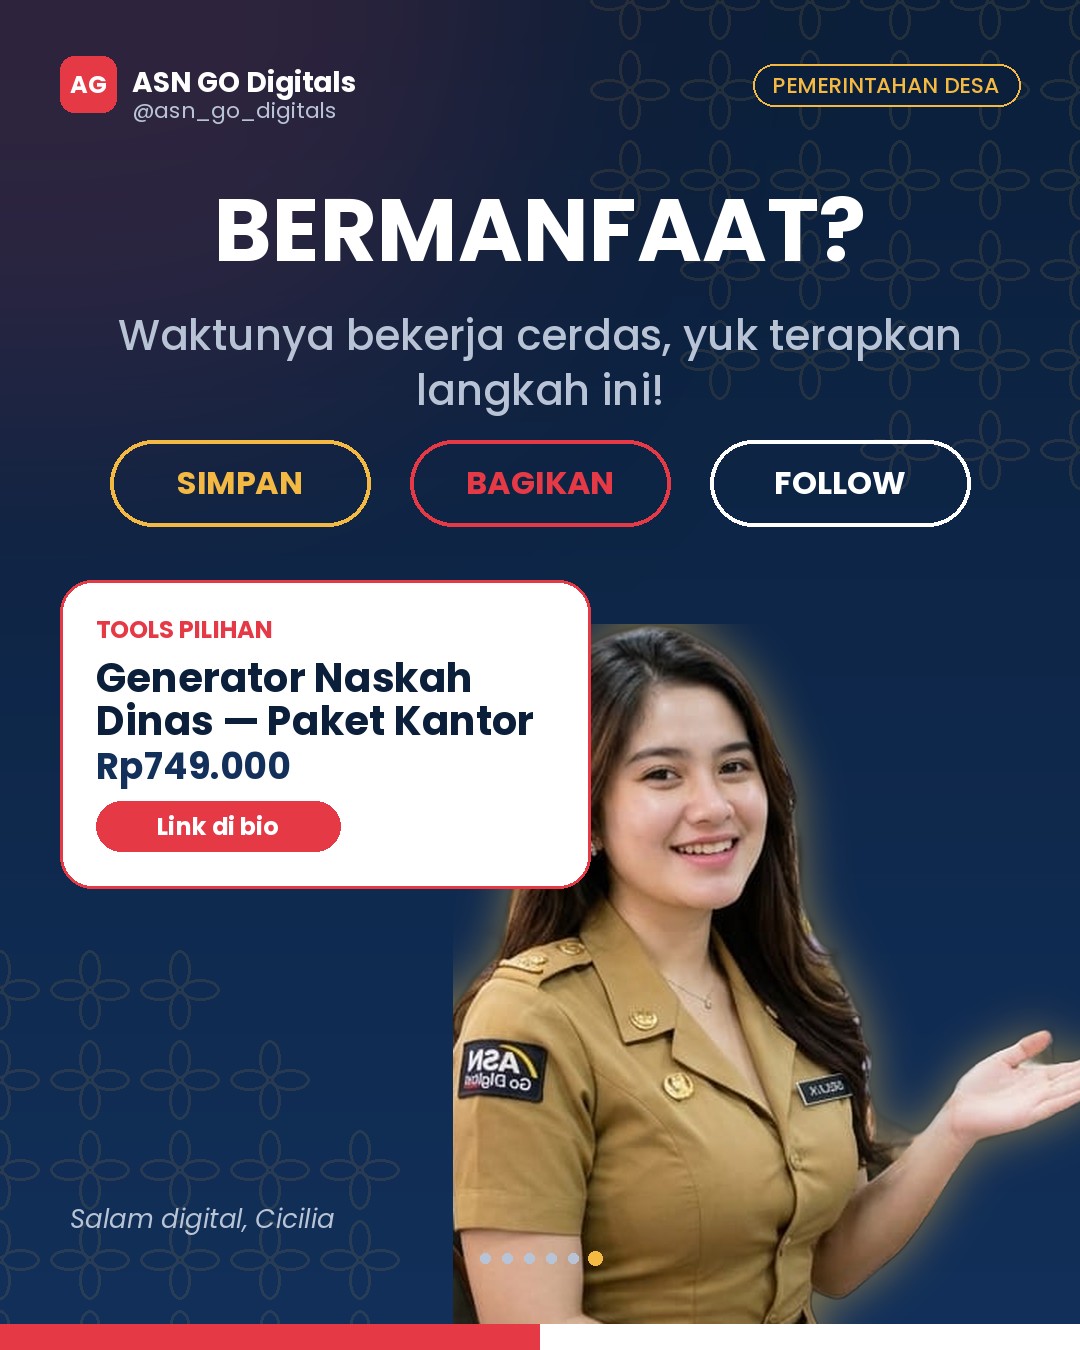 AG
ASN GO Digitals
@asn_go_digitals
PEMERINTAHAN DESA
BERMANFAAT?
Waktunya bekerja cerdas, yuk terapkan
langkah ini!
SIMPAN
BAGIKAN
FOLLOW
TOOLS PILIHAN
Generator Naskah
Dinas — Paket Kantor
Rp749.000
Link di bio
ASN
Go Digital
Salam digital, Cicilia